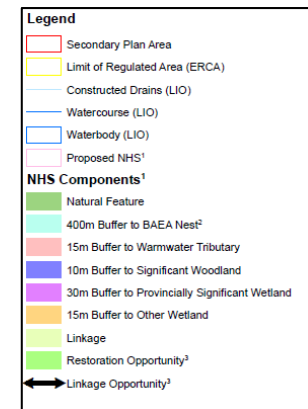 Legend
Secondary Plan Area
Limit of Regulated Area (ERCA)
Constructed Drains (LIO)
Watercourse (LIO)
Waterbody (LIO)
Proposed NHS¹
NHS Components¹
Natural Feature
400m Buffer to BAEA Nest²
15m Buffer to Warmwater Tributary
10m Buffer to Significant Woodland
30m Buffer to Provincially Significant Wetland
15m Buffer to Other Wetland
Linkage
Restoration Opportunity³
Linkage Opportunity³